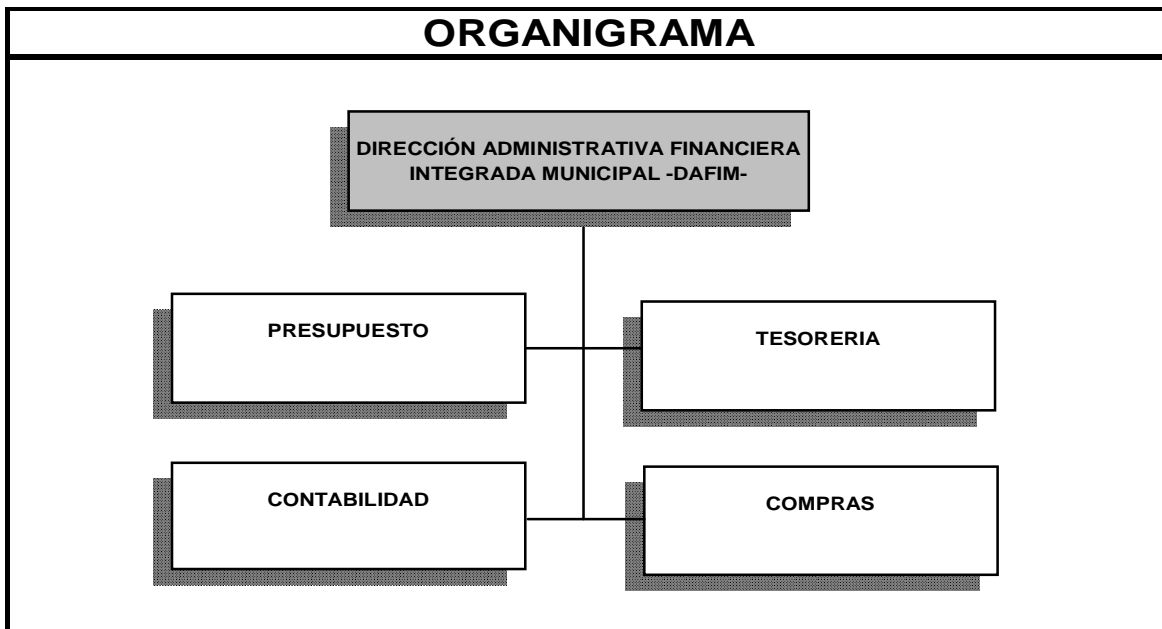 ORGANIGRAMA
DIRECCIÓN ADMINISTRATIVA FINANCIERA
INTEGRADA MUNICIPAL -DAFIM-
PRESUPUESTO
TESORERIA
CONTABILIDAD
COMPRAS